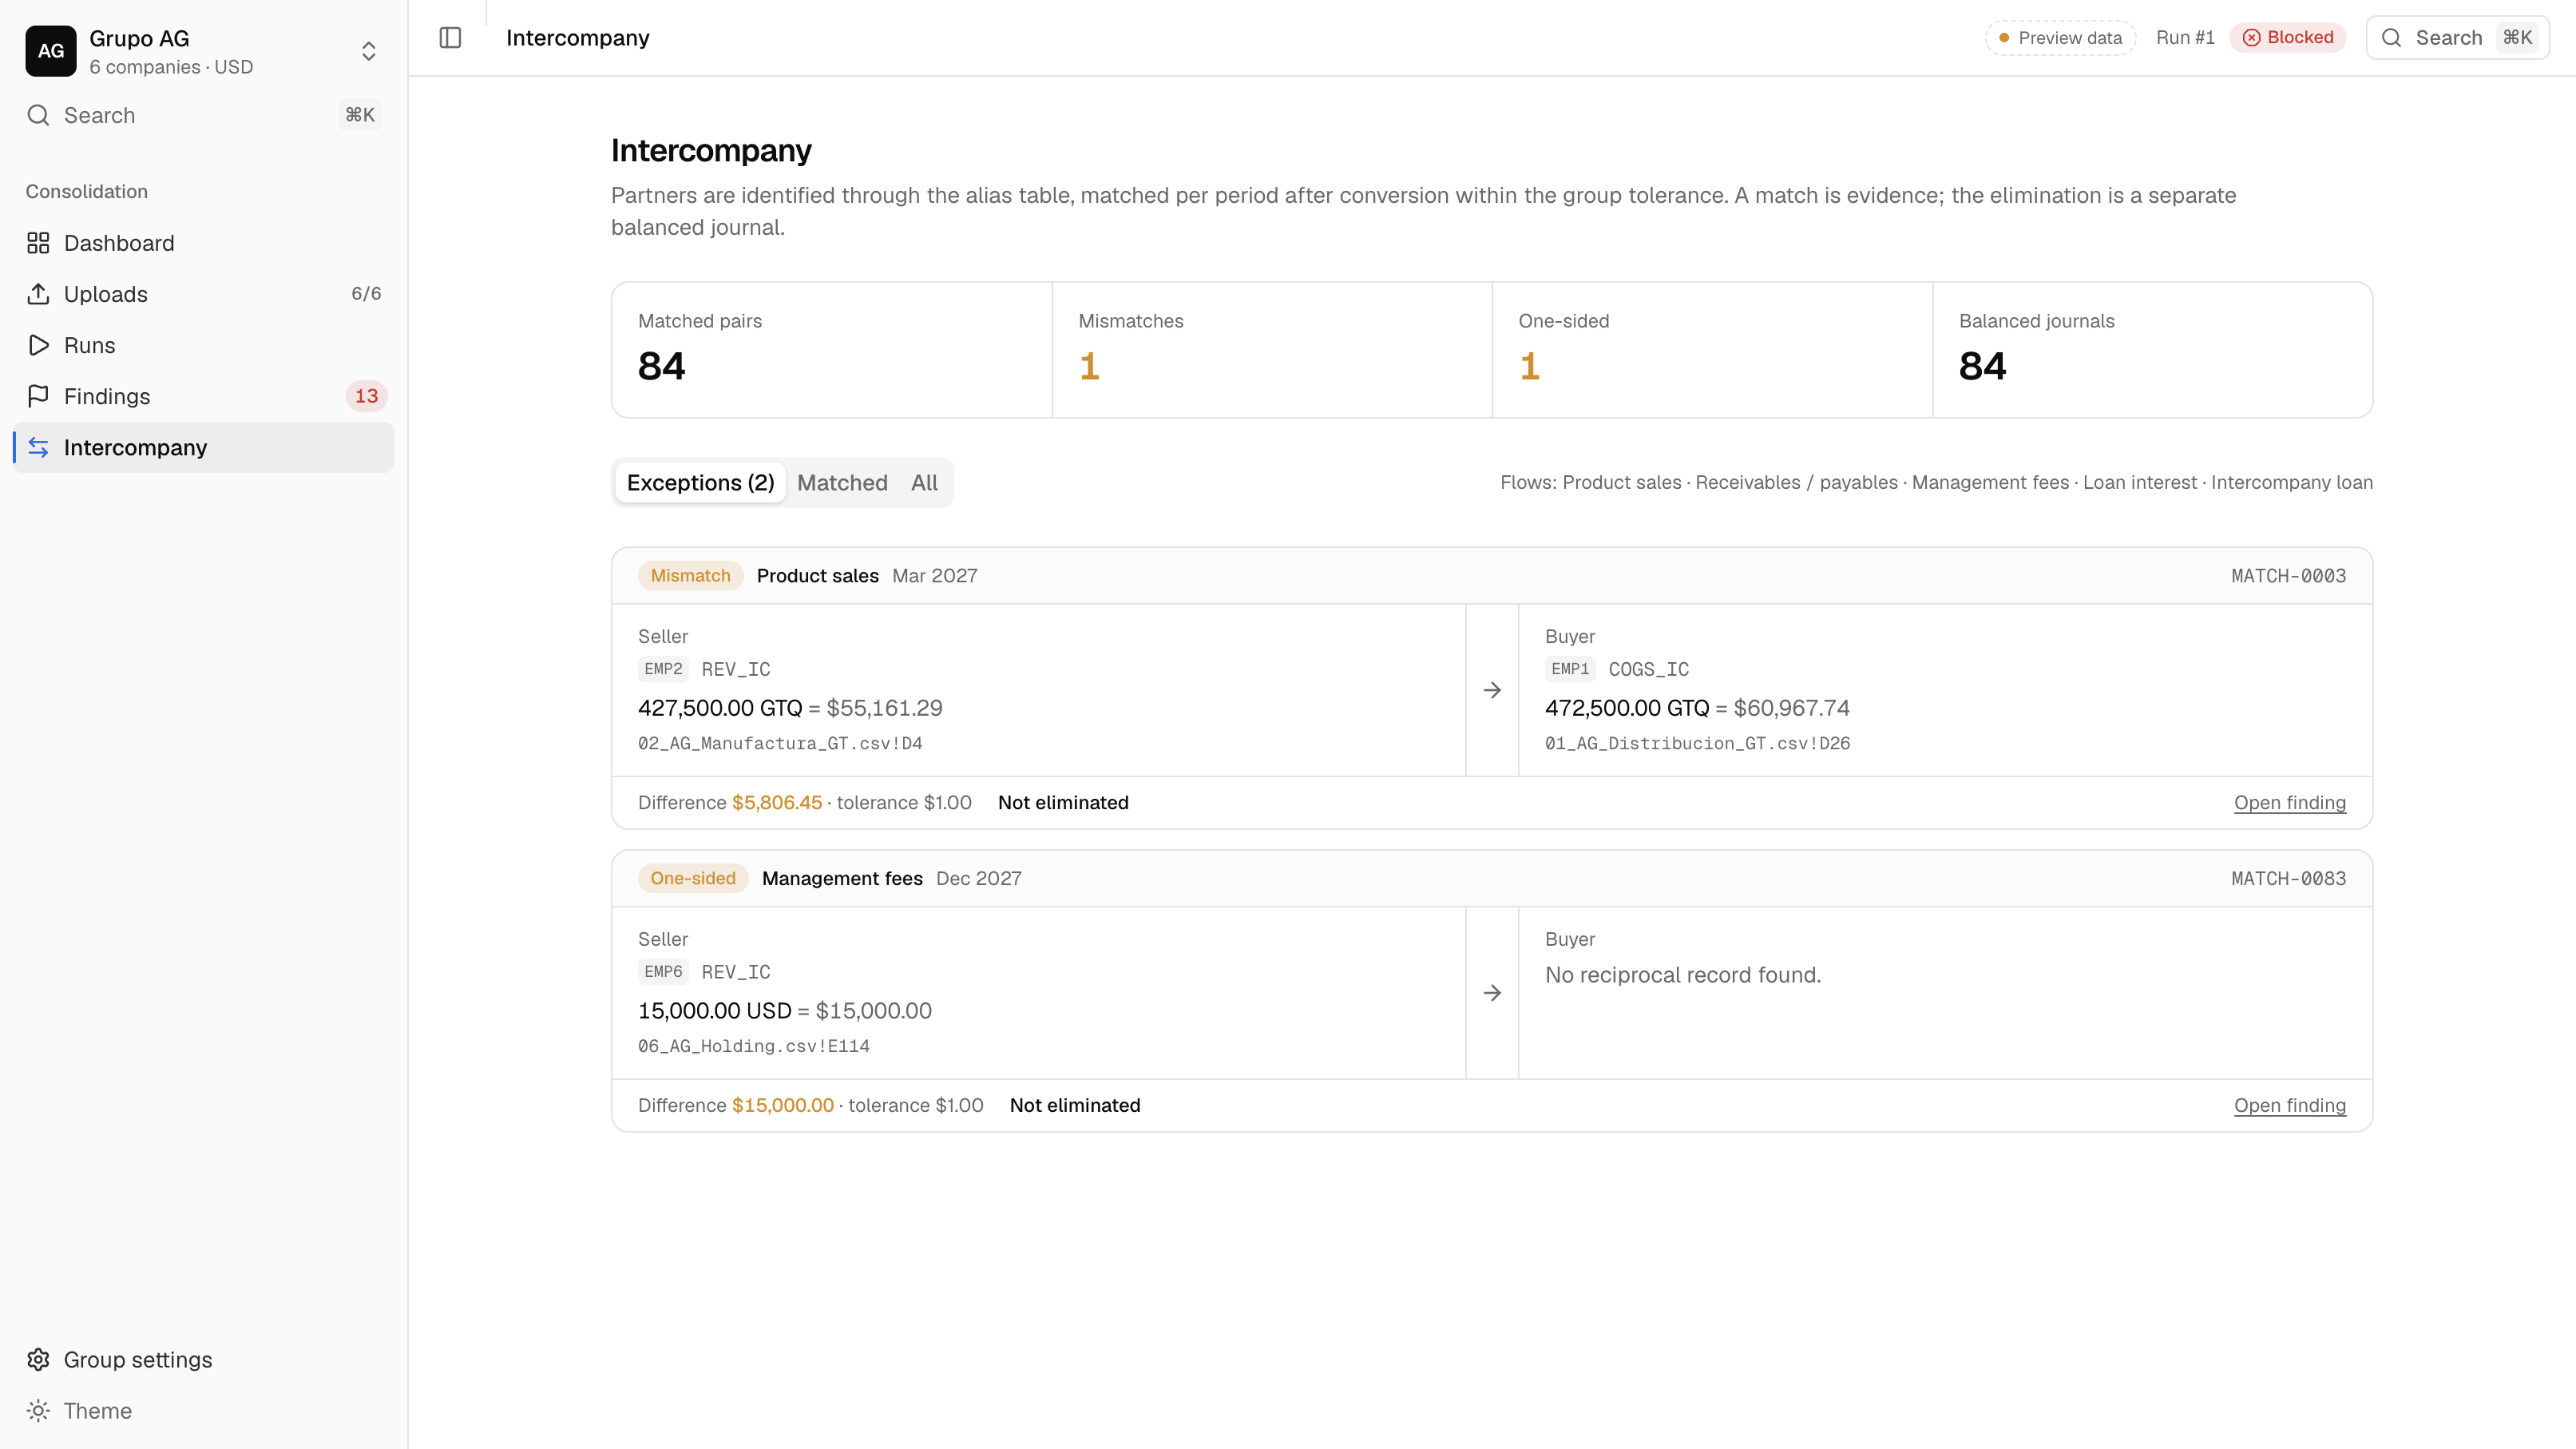 AG
Grupo AG
6 companies · USD
Search ⌘K
Consolidation
Dashboard
Uploads 6/6
Runs
Findings 13
Intercompany
Group settings
Theme
Intercompany
Preview data
Run #1
Blocked
Search ⌘K
Intercompany
Partners are identified through the alias table, matched per period after conversion within the group tolerance. A match is evidence; the elimination is a separate
balanced journal.
Matched pairs
84
Mismatches
1
One-sided
1
Balanced journals
84
Exceptions (2) Matched All
Flows: Product sales · Receivables / payables · Management fees · Loan interest · Intercompany loan
Mismatch Product sales Mar 2027 MATCH-0003
Seller
EMP2 REV_IC
427,500.00 GTQ = $55,161.29
02_AG_Manufactura_GT.csv!D4
Buyer
EMP1 COGS_IC
472,500.00 GTQ = $60,967.74
01_AG_Distribucion_GT.csv!D26
Difference $5,806.45 · tolerance $1.00 Not eliminated Open finding
One-sided Management fees Dec 2027 MATCH-0083
Seller
EMP6 REV_IC
15,000.00 USD = $15,000.00
06_AG_Holding.csv!E114
Buyer
No reciprocal record found.
Difference $15,000.00 · tolerance $1.00 Not eliminated Open finding